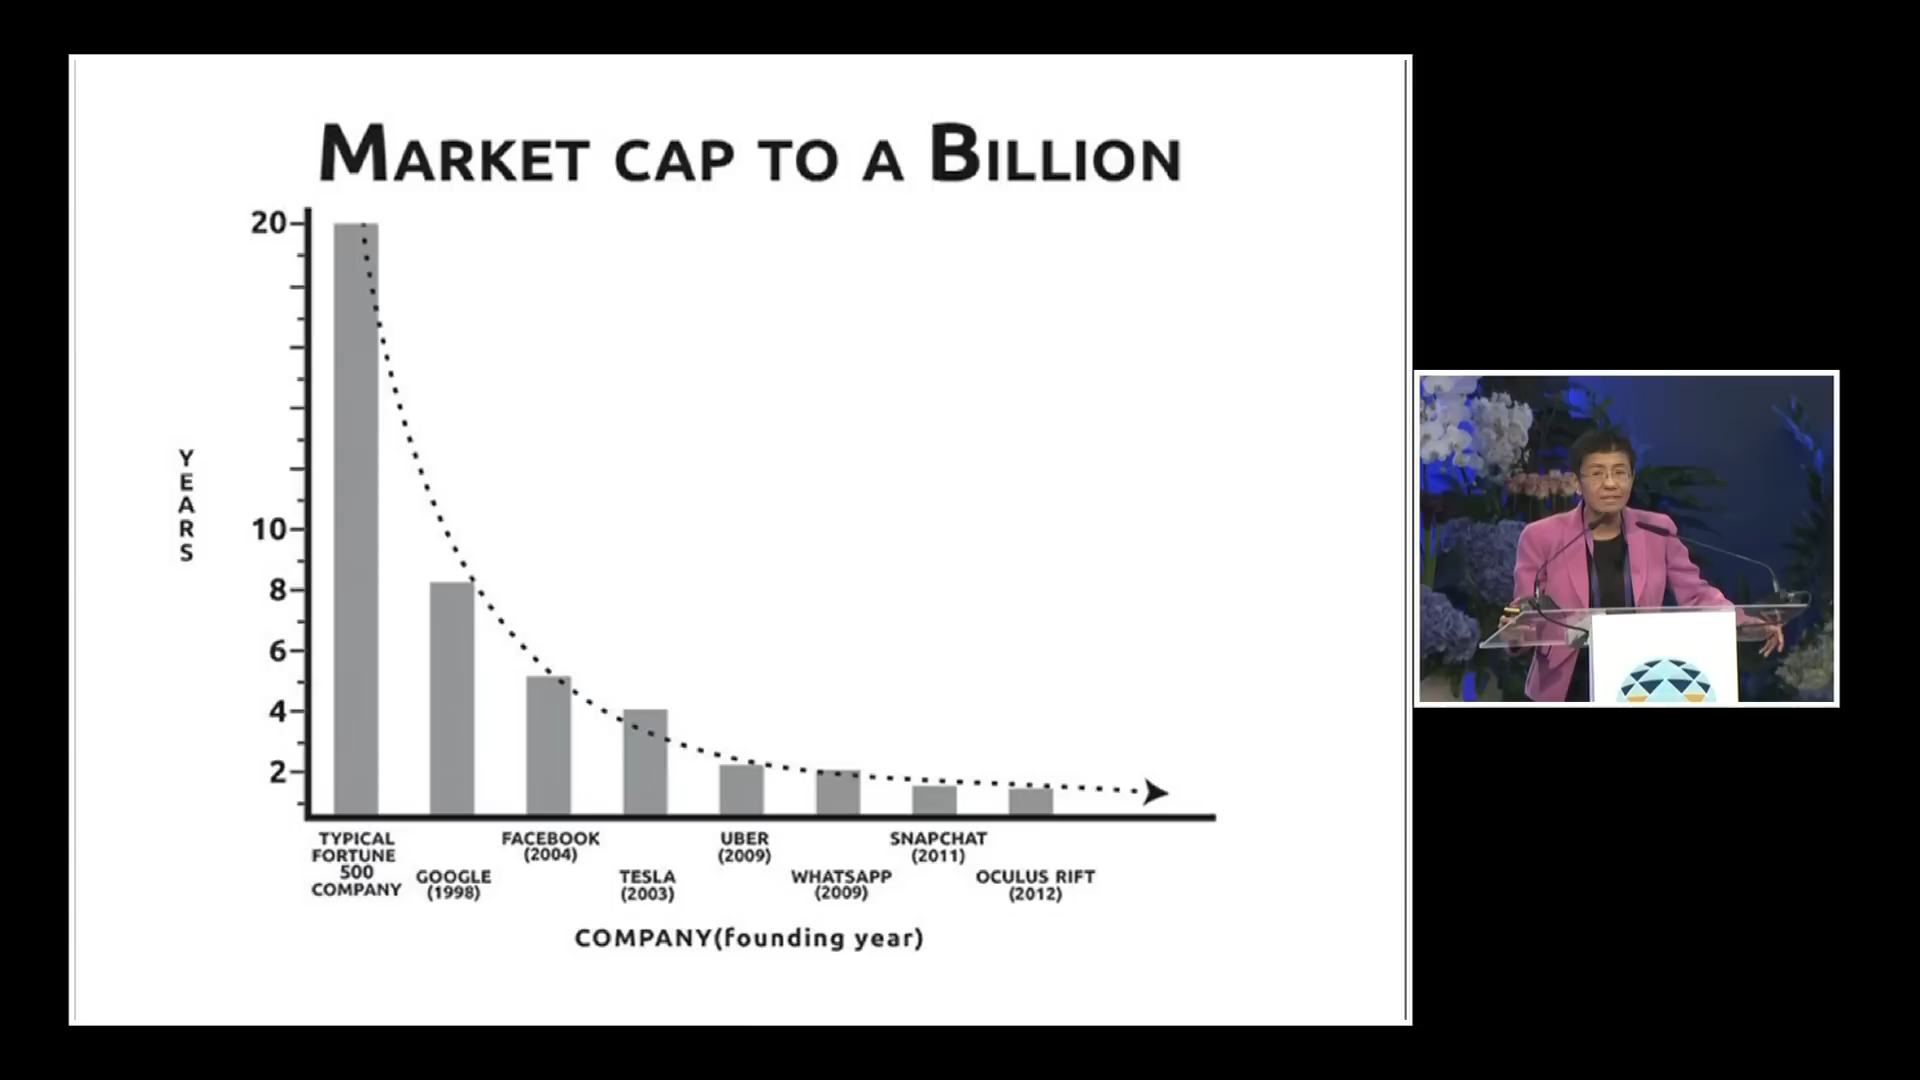 MARKET CAP TO A BILLION
20
10
8
6
4
2
YEARS
TYPICAL
FORTUNE
500
COMPANY
GOOGLE
(1998)
FACEBOOK
(2004)
TESLA
(2003)
UBER
(2009)
WHATSAPP
(2009)
SNAPCHAT
(2011)
OCULUS RIFT
(2012)
COMPANY(founding year)